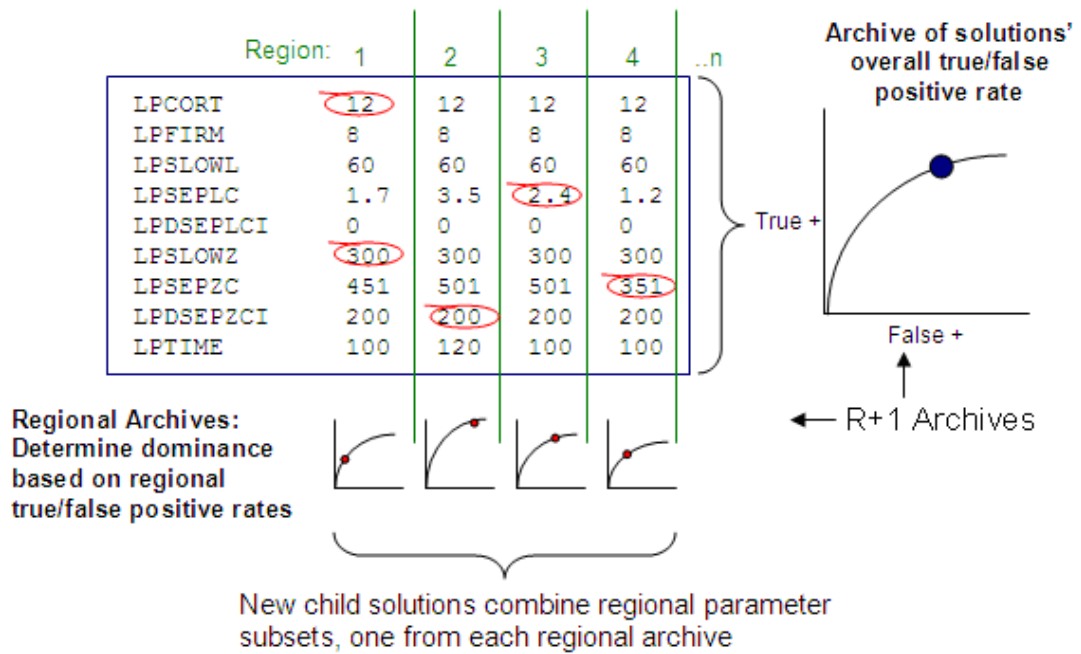 Region: 1 2 3 4 ..n
LPCORT 12 12 12 12
LPFIRM 8 8 8 8
LPSLOWL 60 60 60 60
LPSEPLC 1.7 3.5 2.4 1.2
LPDSEPLCI 0 0 0 0
LPSLOWZ 300 300 300 300
LPSEPZC 451 501 501 351
LPDSEPZCI 200 200 200 200
LPTIME 100 120 100 100
Archive of solutions'
overall true/false
positive rate
True +
False +
R+1 Archives
Regional Archives:
Determine dominance
based on regional
true/false positive rates
New child solutions combine regional parameter
subsets, one from each regional archive